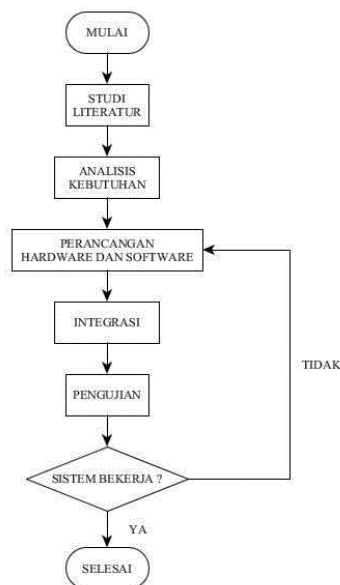 MULAI
STUDI
LITERATUR
ANALISIS
KEBUTUHAN
PERANCANGAN
HARDWARE DAN SOFTWARE
INTEGRASI
TIDAK
PENGUJIAN
SISTEM BEKERJA ?
YA
SELESAI